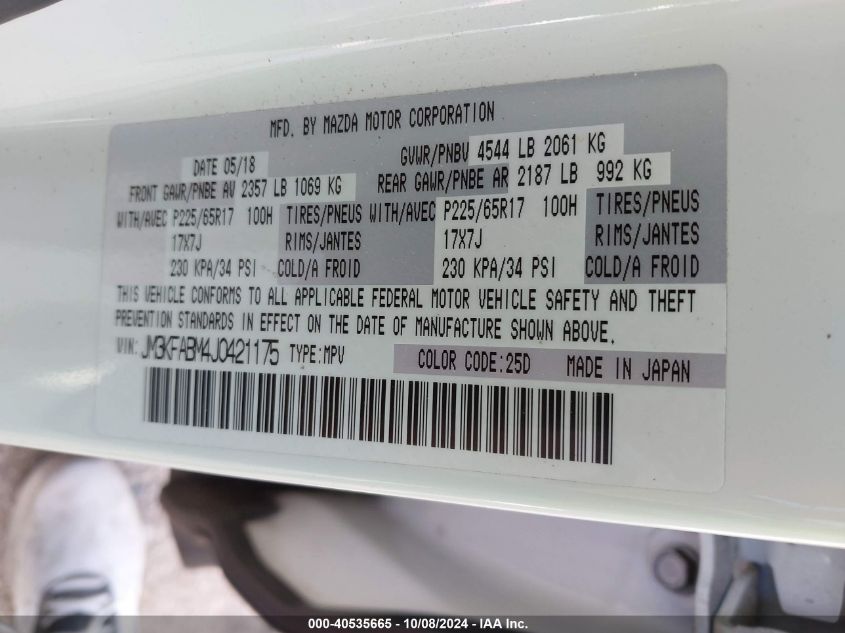 MFD. BY MAZDA MOTOR CORPORATION
DATE 05/18 GVWR/PNBV 4544 LB 2061 KG
FRONT GAWR/PNBE AV 2357 LB 1069 KG REAR GAWR/PNBE AR 2187 LB 992 KG
WITH/AVEC P225/65R17 100H TIRES/PNEUS WITH/AVEC P225/65R17 100H TIRES/PNEUS
17X7J RIMS/JANTES 17X7J RIMS/JANTES
230 KPA/34 PSI COLD/A FROID 230 KPA/34 PSI COLD/A FROID
THIS VEHICLE CONFORMS TO ALL APPLICABLE FEDERAL MOTOR VEHICLE SAFETY AND THEFT
PREVENTION STANDARDS IN EFFECT ON THE DATE OF MANUFACTURE SHOWN ABOVE.
VIN: JM3KFABM4J0421175 TYPE:MPV COLOR CODE:25D MADE IN JAPAN
000-40535665 - 10/08/2024 - IAA Inc.